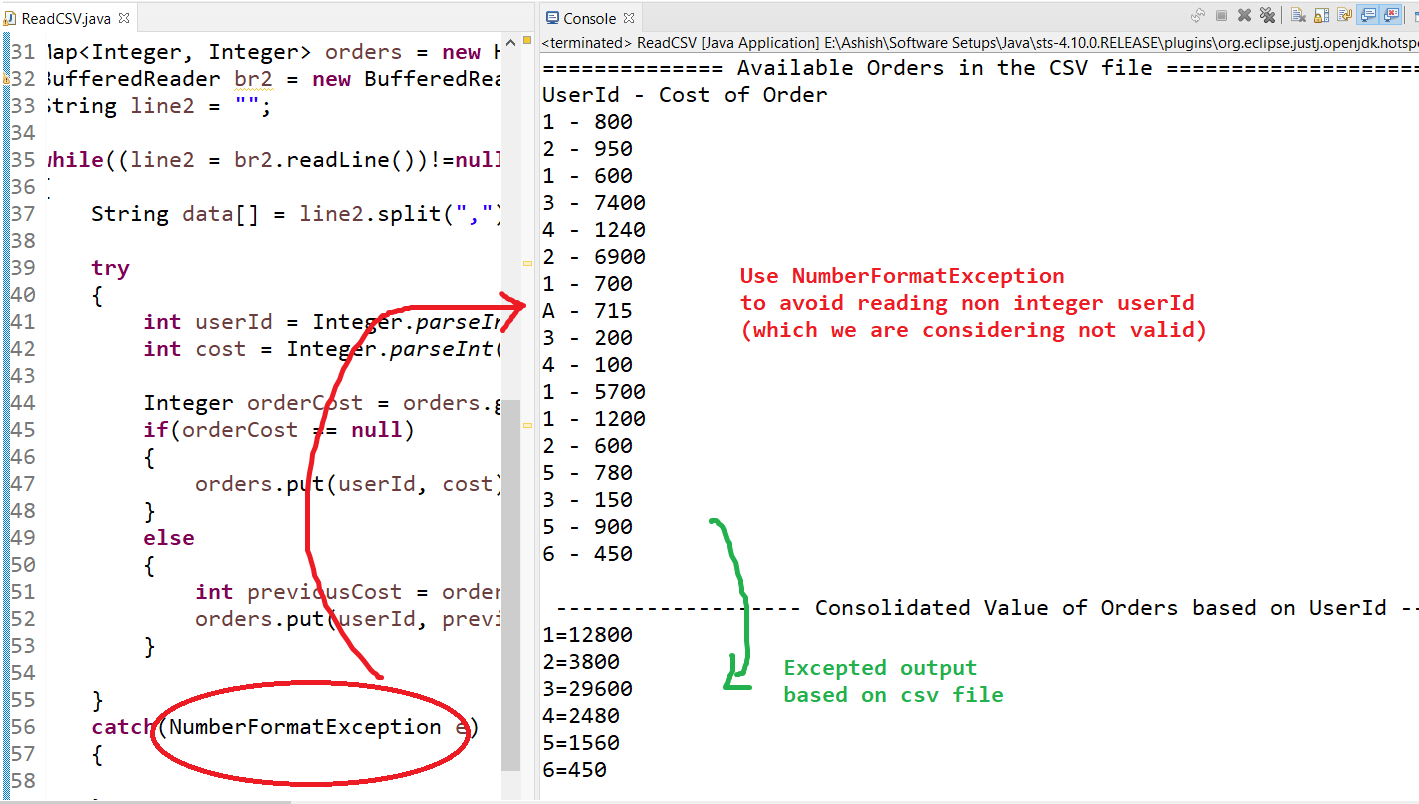 ReadCSV.java
31 Map<Integer, Integer> orders = new H
32 BufferedReader br2 = new BufferedRea
33 String line2 = "";
34
35 while((line2 = br2.readLine())!=null
36 {
37 String data[] = line2.split(",")
38
39 try
40 {
41 int userId = Integer.parseIn
42 int cost = Integer.parseInt(
43
44 Integer orderCost = orders.g
45 if(orderCost == null)
46 {
47 orders.put(userId, cost)
48 }
49 else
50 {
51 int previousCost = order
52 orders.put(userId, previ
53 }
54
55 }
56 catch(NumberFormatException e)
57 {
58
Console
<terminated> ReadCSV [Java Application] E:\Ashish\Software Setups\Java\sts-4.10.0.RELEASE\plugins\org.eclipse.justj.openjdk.hotspo
============== Available Orders in the CSV file ====================
UserId - Cost of Order
1 - 800
2 - 950
1 - 600
3 - 7400
4 - 1240
2 - 6900
1 - 700
A - 715
3 - 200
4 - 100
1 - 5700
1 - 1200
2 - 600
5 - 780
3 - 150
5 - 900
6 - 450
Use NumberFormatException
to avoid reading non integer userId
(which we are considering not valid)
------------------- Consolidated Value of Orders based on UserId --
1=12800
2=3800
3=29600
4=2480
5=1560
6=450
Excepted output
based on csv file